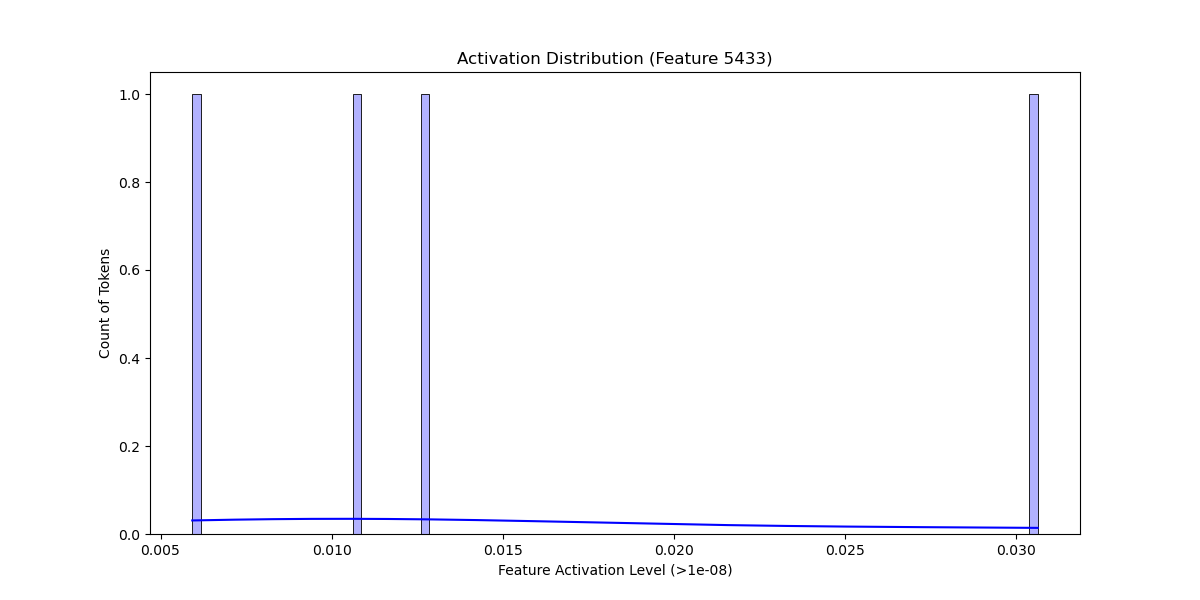 Activation Distribution (Feature 5433)
Count of Tokens
1.0
0.8
0.6
0.4
0.2
0.0
0.005 0.010 0.015 0.020 0.025 0.030
Feature Activation Level (>1e-08)